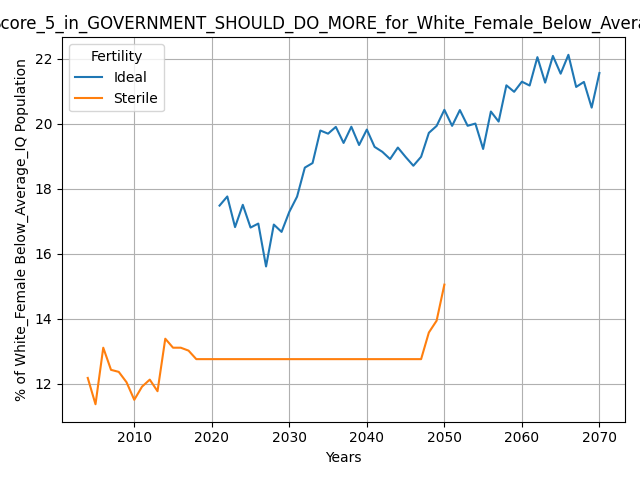 score_5_in_GOVERNMENT_SHOULD_DO_MORE_for_White_Female_Below_Avera
Fertility
Ideal
Sterile
% of White_Female Below_Average_IQ Population
22
20
18
16
14
12
2010 2020 2030 2040 2050 2060 2070
Years